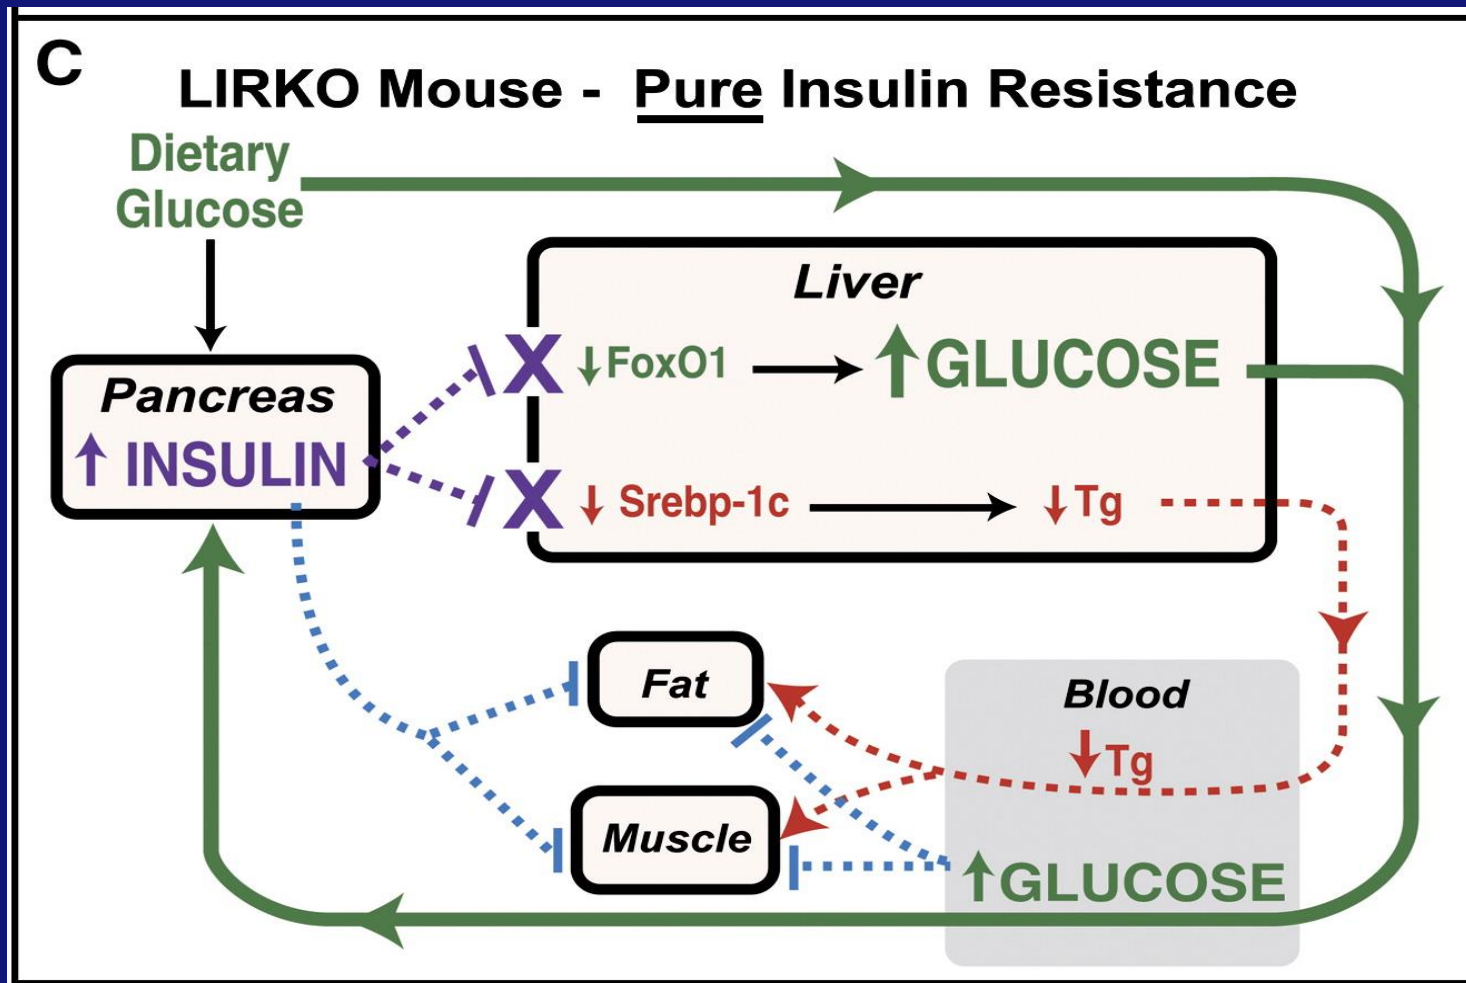 C
LIRKO Mouse - Pure Insulin Resistance
Dietary
Glucose
Liver
X ↓FoxO1 → ↑GLUCOSE
Pancreas
↑ INSULIN
X ↓ Srebp-1c → ↓Tg
Fat
Blood
↓Tg
Muscle
↑GLUCOSE